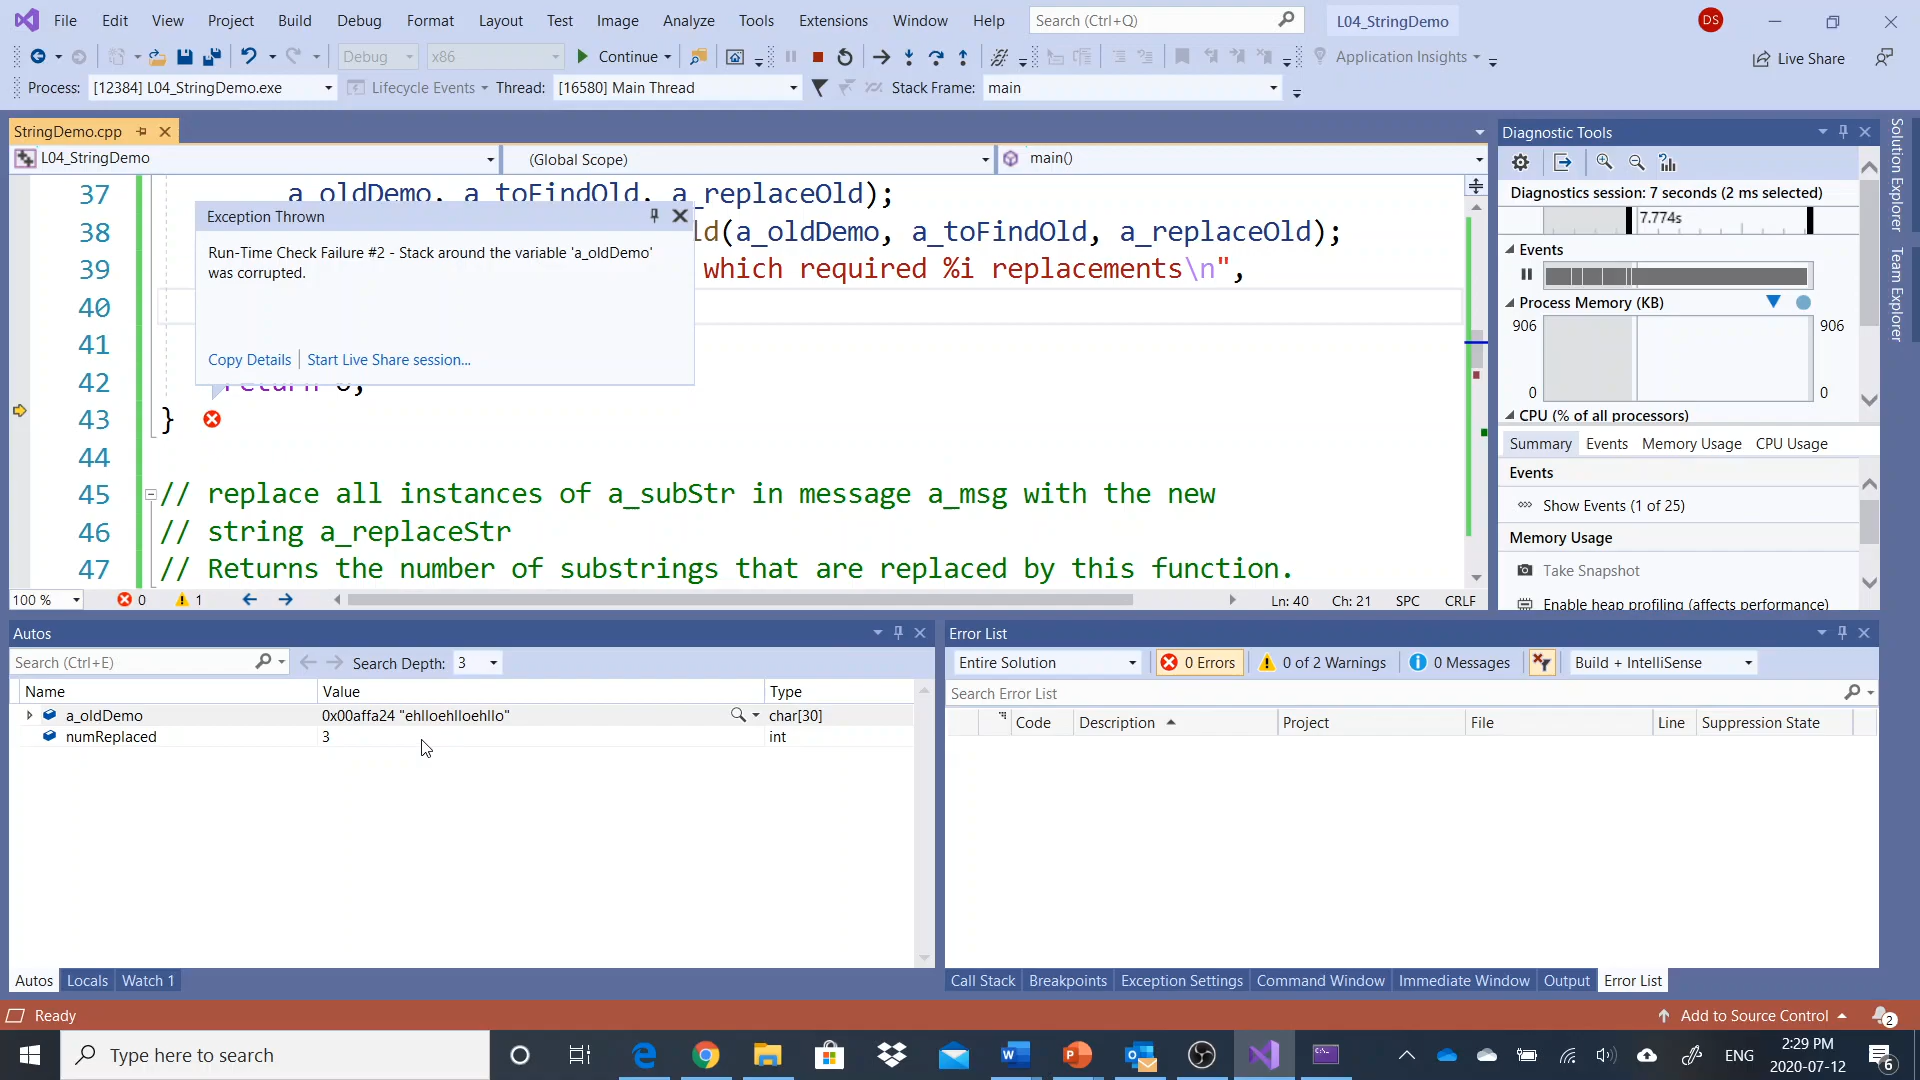 File Edit View Project Build Debug Format Layout Test Image Analyze Tools Extensions Window Help Search (Ctrl+Q) L04_StringDemo DS
Debug x86 Continue Application Insights Live Share
Process: [12384] L04_StringDemo.exe Lifecycle Events Thread: [16580] Main Thread Stack Frame: main
StringDemo.cpp
L04_StringDemo (Global Scope) main()
37 a_oldDemo, a_toFindOld, a_replaceOld);
38 ld(a_oldDemo, a_toFindOld, a_replaceOld);
39 which required %i replacements\n",
40
41
42 return 0;
43 }
44
45 // replace all instances of a_subStr in message a_msg with the new
46 // string a_replaceStr
47 // Returns the number of substrings that are replaced by this function.
Exception Thrown
Run-Time Check Failure #2 - Stack around the variable 'a_oldDemo'
was corrupted.
Copy Details Start Live Share session...
100 % 0 1 Ln: 40 Ch: 21 SPC CRLF
Diagnostic Tools
Diagnostics session: 7 seconds (2 ms selected)
7.774s
Events
Process Memory (KB)
906 906
0 0
CPU (% of all processors)
Summary Events Memory Usage CPU Usage
Events
Show Events (1 of 25)
Memory Usage
Take Snapshot
Enable heap profiling (affects performance)
Solution Explorer
Team Explorer
Autos
Search (Ctrl+E) Search Depth: 3
Name Value Type
a_oldDemo 0x00affa24 "ehlloehlloehllo" char[30]
numReplaced 3 int
Autos Locals Watch 1
Error List
Entire Solution 0 Errors 0 of 2 Warnings 0 Messages Build + IntelliSense
Search Error List
Code Description Project File Line Suppression State
Call Stack Breakpoints Exception Settings Command Window Immediate Window Output Error List
Ready Add to Source Control 2
Type here to search ENG 2:29 PM
2020-07-12 6